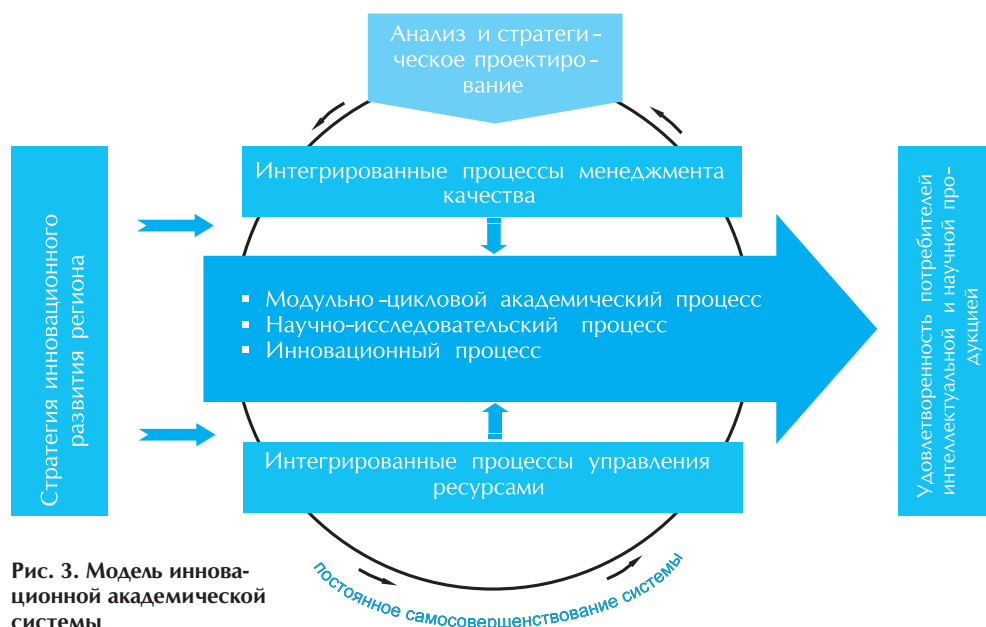 Анализ и стратеги-
ческое проектиро-
вание
Интегрированные процессы менеджмента
качества
Стратегия инновационного
развития региона
▪ Модульно-цикловой академический процесс
▪ Научно-исследовательский процесс
▪ Инновационный процесс
Удовлетворенность потребителей
интеллектуальной и научной про-
дукцией
Интегрированные процессы управления
ресурсами
постоянное самосовершенствование системы
Рис. 3. Модель иннова-
ционной академической
системы